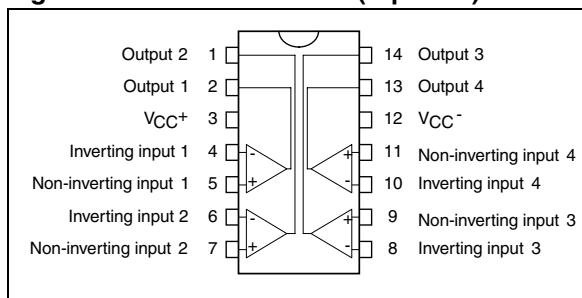 Output 2 1 14 Output 3
Output 1 2 13 Output 4
VCC+ 3 12 VCC-
Inverting input 1 4 - + 11 Non-inverting input 4
Non-inverting input 1 5 + - 10 Inverting input 4
Inverting input 2 6 - + 9 Non-inverting input 3
Non-inverting input 2 7 + - 8 Inverting input 3